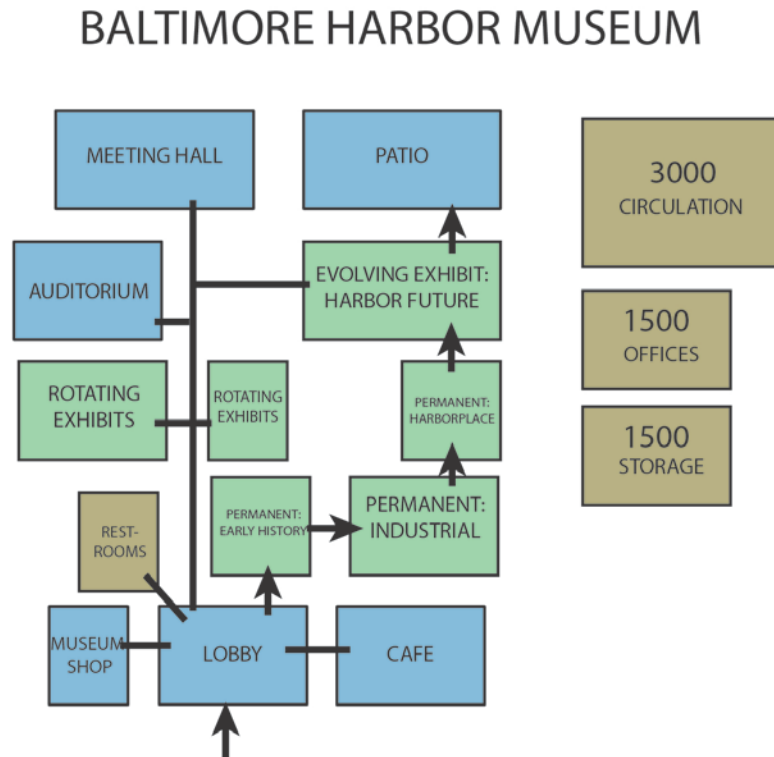 BALTIMORE HARBOR MUSEUM
MEETING HALL
PATIO
3000
CIRCULATION
AUDITORIUM
EVOLVING EXHIBIT:
HARBOR FUTURE
1500
OFFICES
ROTATING
EXHIBITS
ROTATING
EXHIBITS
PERMANENT:
HARBORPLACE
1500
STORAGE
REST-
ROOMS
PERMANENT:
EARLY HISTORY
PERMANENT:
INDUSTRIAL
MUSEUM
SHOP
LOBBY
CAFE